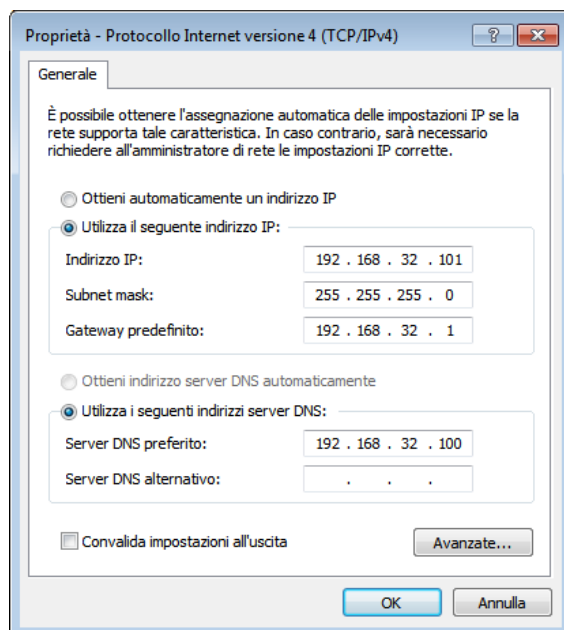 Proprietà - Protocollo Internet versione 4 (TCP/IPv4)
Generale
È possibile ottenere l'assegnazione automatica delle impostazioni IP se la
rete supporta tale caratteristica. In caso contrario, sarà necessario
richiedere all'amministratore di rete le impostazioni IP corrette.
Ottieni automaticamente un indirizzo IP
Utilizza il seguente indirizzo IP:
Indirizzo IP: 192 . 168 . 32 . 101
Subnet mask: 255 . 255 . 255 . 0
Gateway predefinito: 192 . 168 . 32 . 1
Ottieni indirizzo server DNS automaticamente
Utilizza i seguenti indirizzi server DNS:
Server DNS preferito: 192 . 168 . 32 . 100
Server DNS alternativo: . . .
Convalida impostazioni all'uscita Avanzate...
OK Annulla